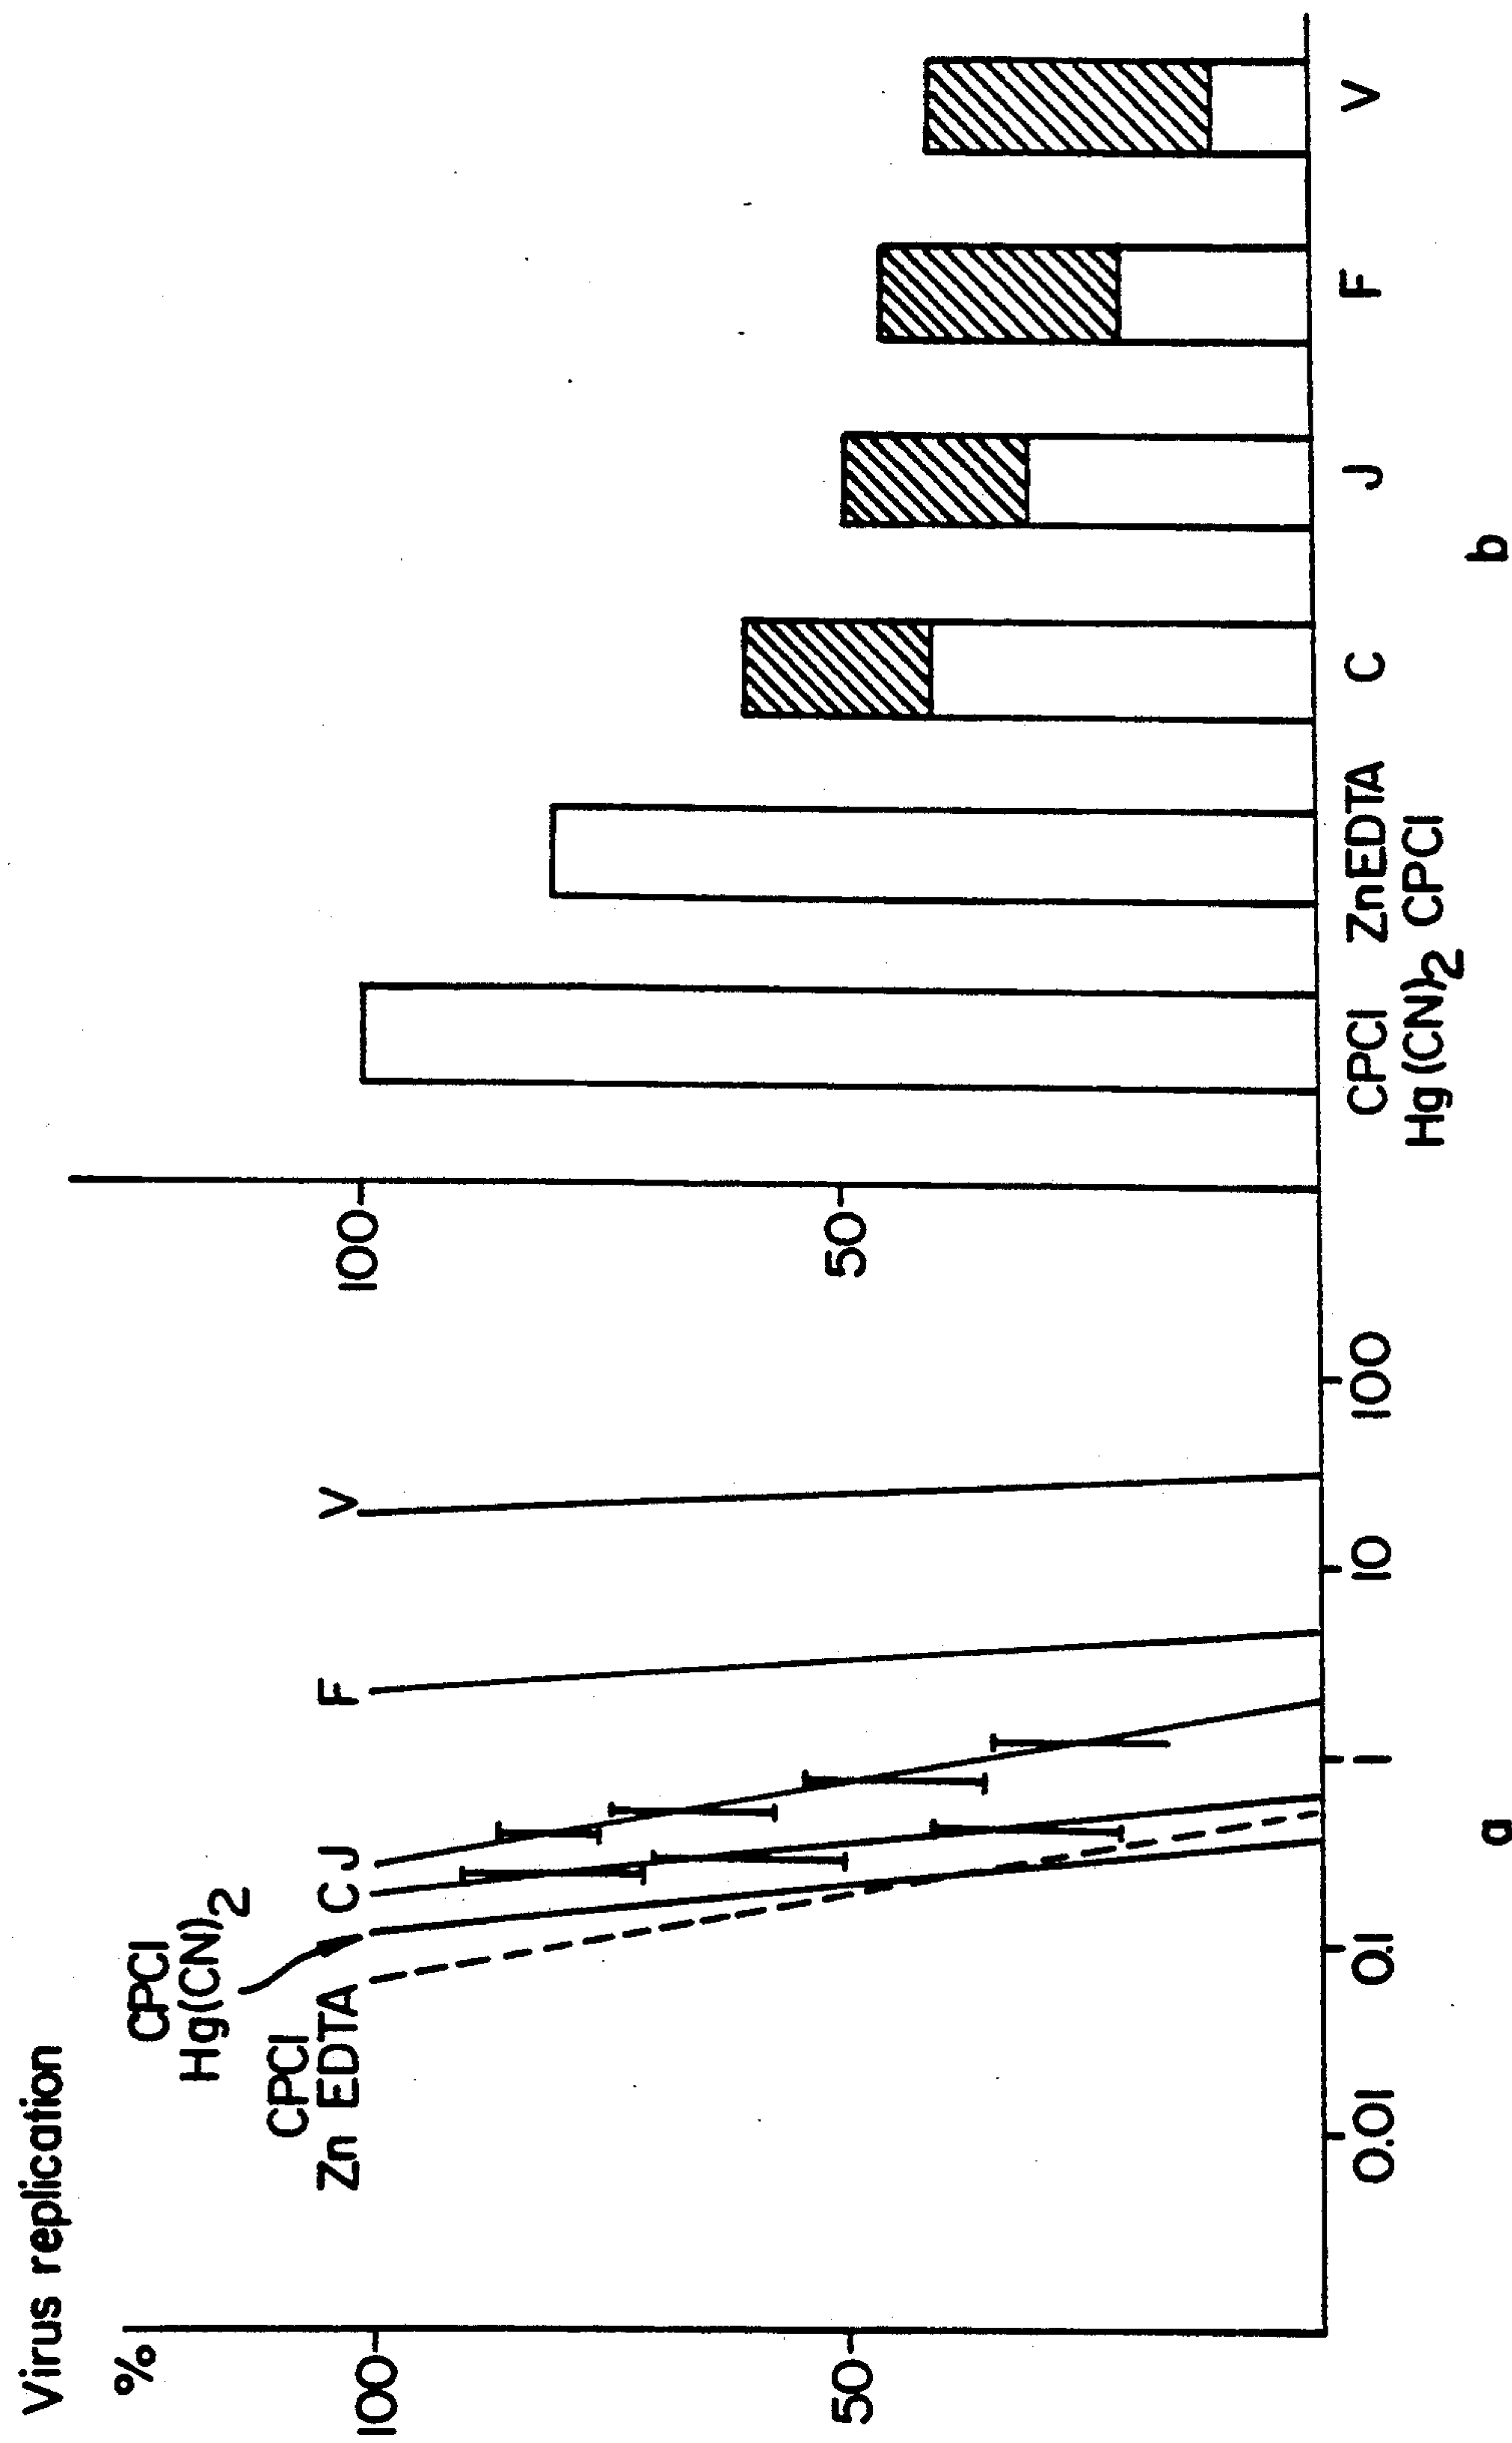 Virus replication
%
CPCl
Hg(CN)2
CPCl
Zn EDTA
C
J
F
V
100
50
0.01
0.1
1
10
100
a
100
50
CPCl
Hg(CN)2
ZnEDTA
CPCl
C
J
F
V
b